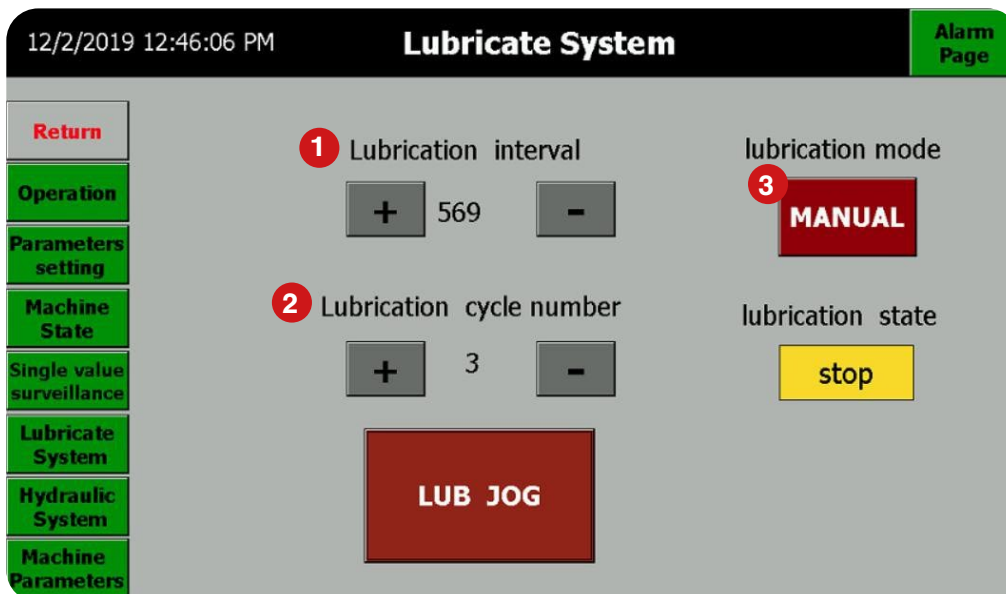 12/2/2019 12:46:06 PM
Lubricate System
Alarm
Page
Return
Operation
Parameters
setting
Machine
State
Single value
surveillance
Lubricate
System
Hydraulic
System
Machine
Parameters
1 Lubrication interval
+ 569 -
2 Lubrication cycle number
+ 3 -
LUB JOG
lubrication mode
3
MANUAL
lubrication state
stop